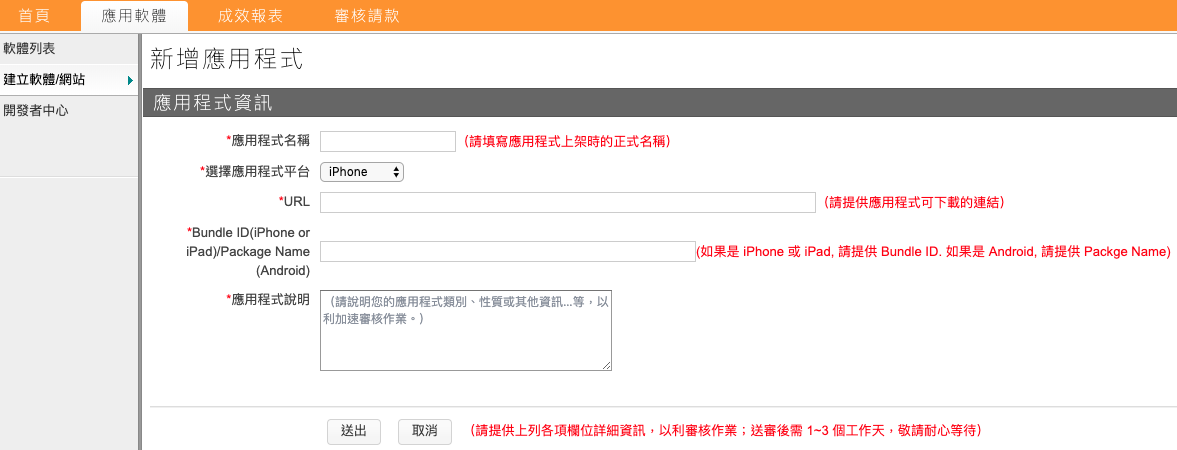 首頁 應用軟體 成效報表 審核請款
軟體列表
建立軟體/網站
開發者中心
新增應用程式
應用程式資訊
*應用程式名稱 (請填寫應用程式上架時的正式名稱)
*選擇應用程式平台 iPhone
*URL (請提供應用程式可下載的連結)
*Bundle ID(iPhone or
iPad)/Package Name
(Android)
(如果是 iPhone 或 iPad, 請提供 Bundle ID. 如果是 Android, 請提供 Packge Name)
*應用程式說明
（請說明您的應用程式類別、性質或其他資訊...等，以
利加速審核作業。）
送出 取消 (請提供上列各項欄位詳細資訊，以利審核作業；送審後需 1~3 個工作天，敬請耐心等待)